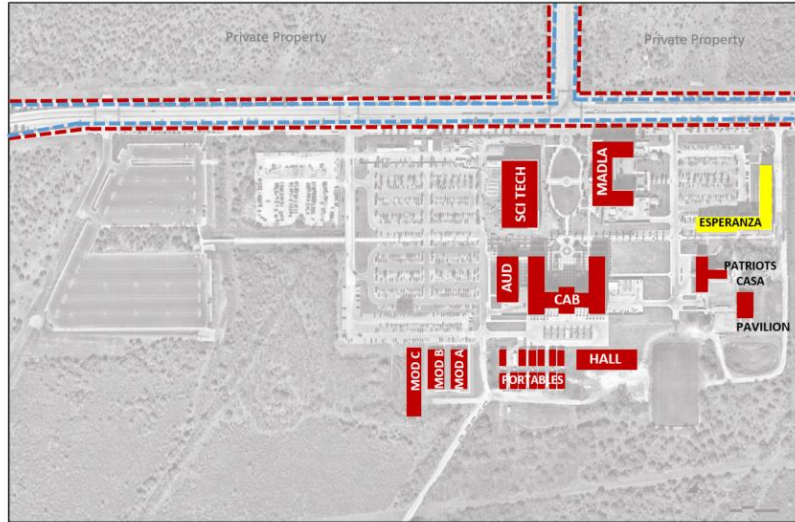 Private Property
Private Property
SCI TECH
MADLA
ESPERANZA
AUD
CAB
PATRIOTS
CASA
PAVILION
MOD C
MOD B
MOD A
PORTABLES
HALL